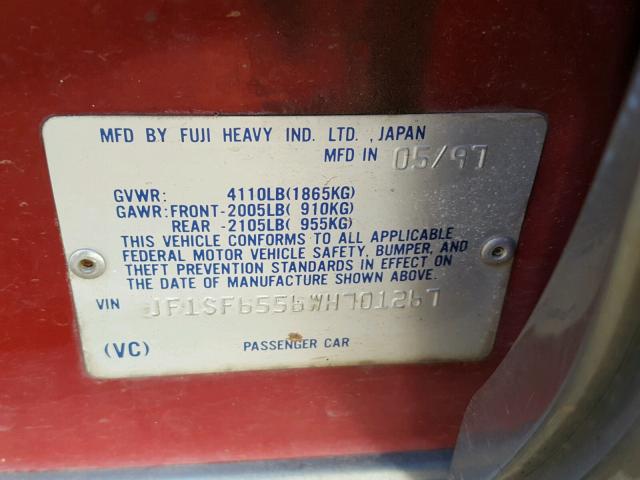 MFD BY FUJI HEAVY IND. LTD. , JAPAN
MFD IN 05/97
GVWR: 4110LB(1865KG)
GAWR:FRONT-2005LB( 910KG)
REAR -2105LB( 955KG)
THIS VEHICLE CONFORMS TO ALL APPLICABLE
FEDERAL MOTOR VEHICLE SAFETY, BUMPER, AND
THEFT PREVENTION STANDARDS IN EFFECT ON
THE DATE OF MANUFACTURE SHOWN ABOVE.
VIN JF1SF6556WH701267
(VC) PASSENGER CAR